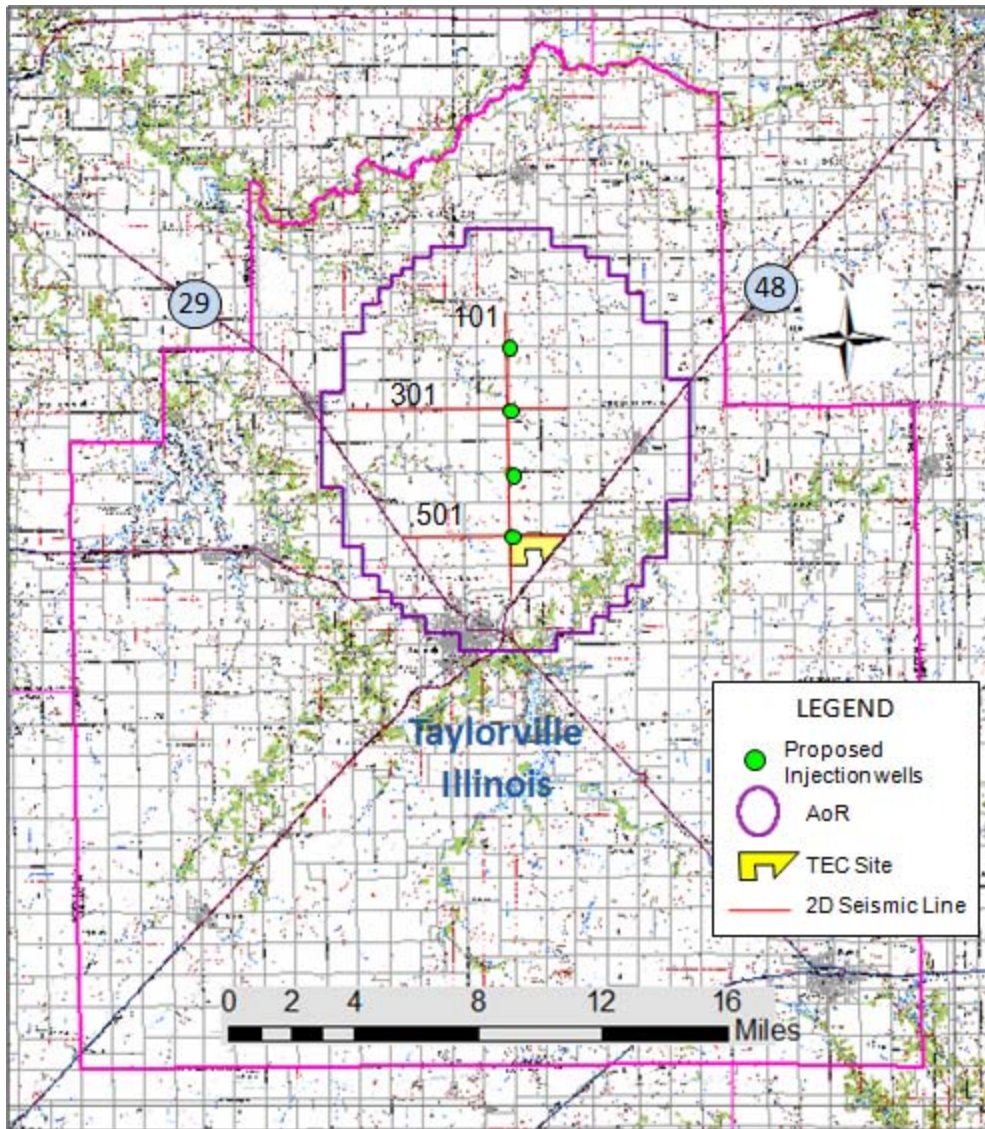 N
29
48
101
301
501
Taylorville
Illinois
LEGEND
Proposed
Injection wells
AoR
TEC Site
2D Seismic Line
0 2 4 8 12 16
Miles